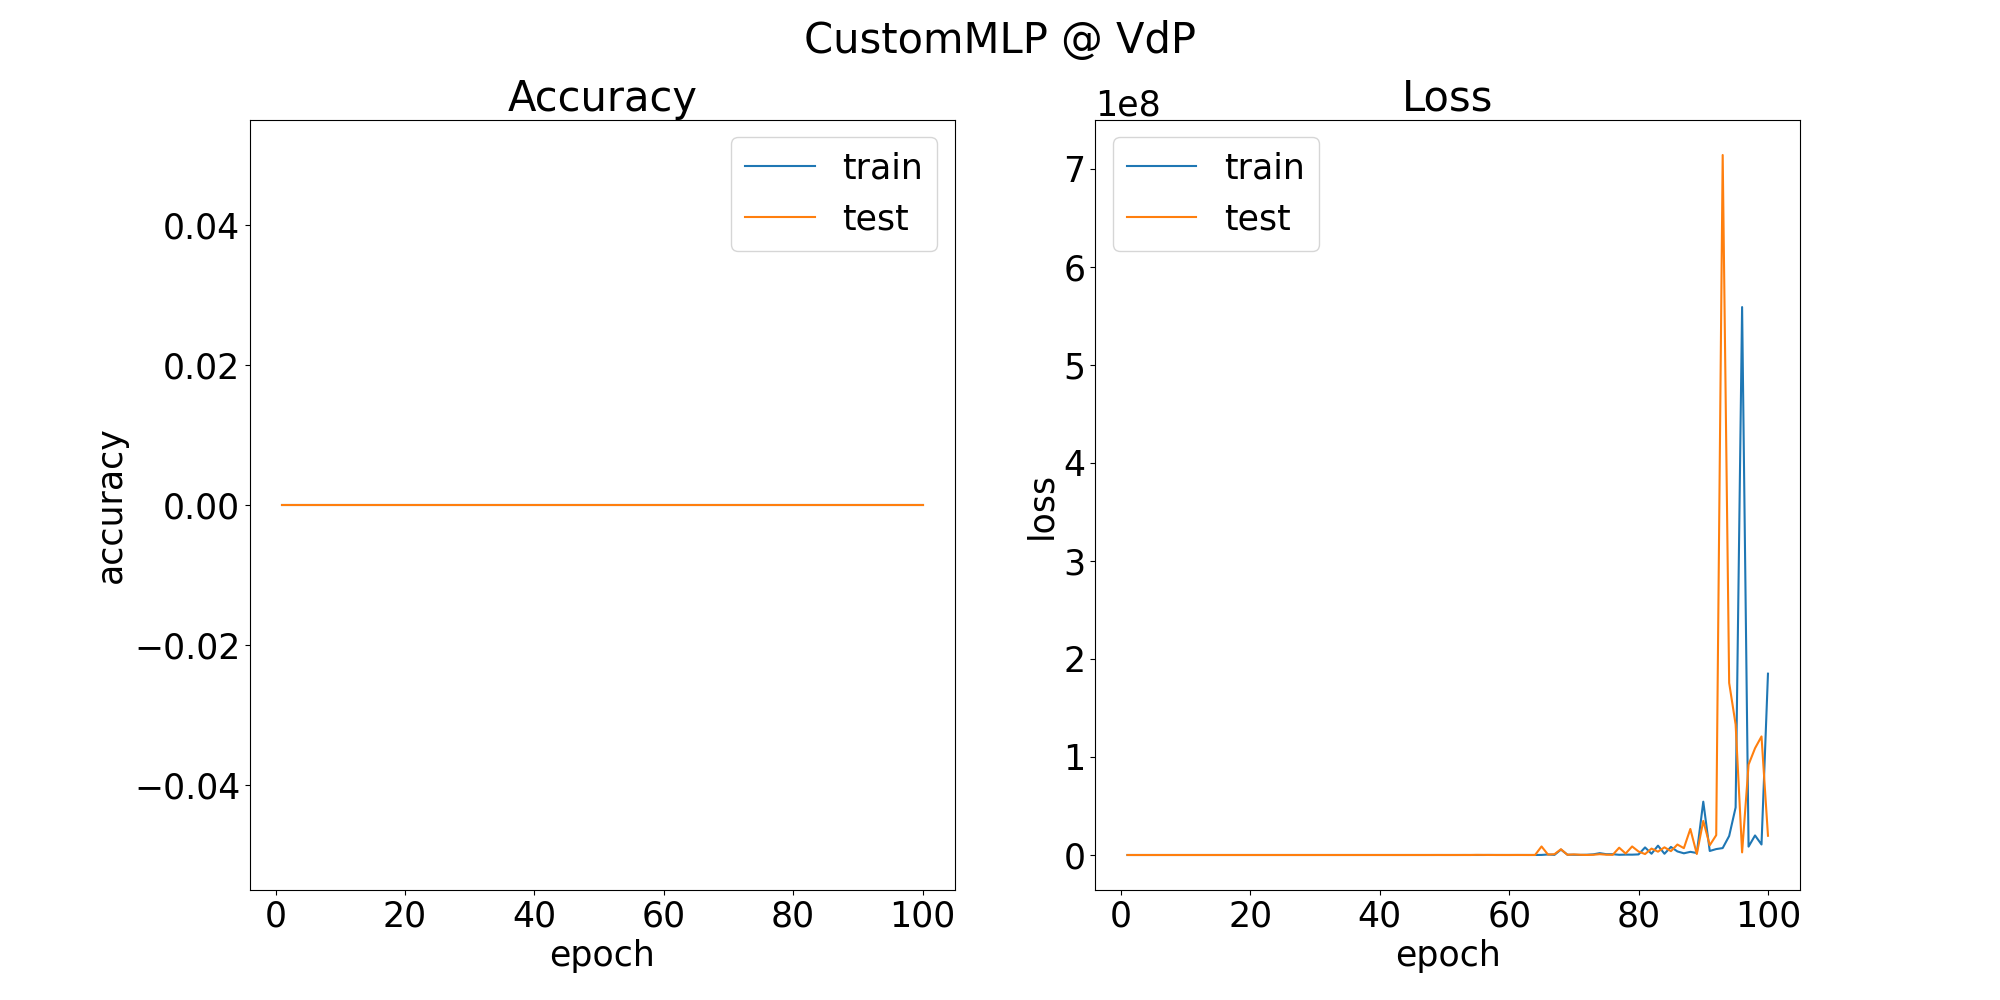 CustomMLP @ VdP
Accuracy
train
test
0.04
0.02
0.00
−0.02
−0.04
accuracy
0 20 40 60 80 100
epoch
Loss
1e8
train
test
7
6
5
4
3
2
1
0
loss
0 20 40 60 80 100
epoch